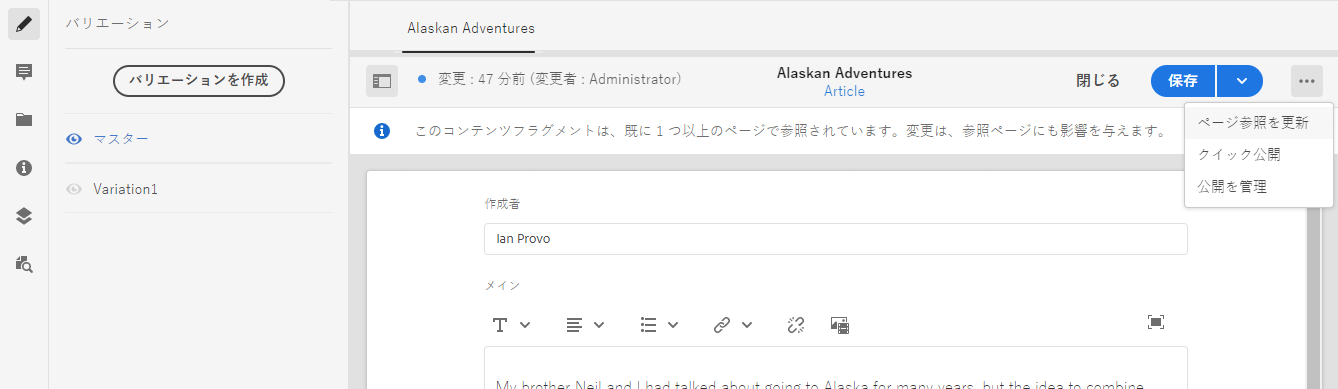 バリエーション
バリエーションを作成
マスター
Variation1
Alaskan Adventures
変更 : 47 分前 (変更者 : Administrator)
Alaskan Adventures
Article
閉じる
保存
このコンテンツフラグメントは、既に 1 つ以上のページで参照されています。変更は、参照ページにも影響を与えます。
ページ参照を更新
クイック公開
公開を管理
作成者
Ian Provo
メイン
My brother Neil and I had talked about going to Alaska for many years, but the idea to combine